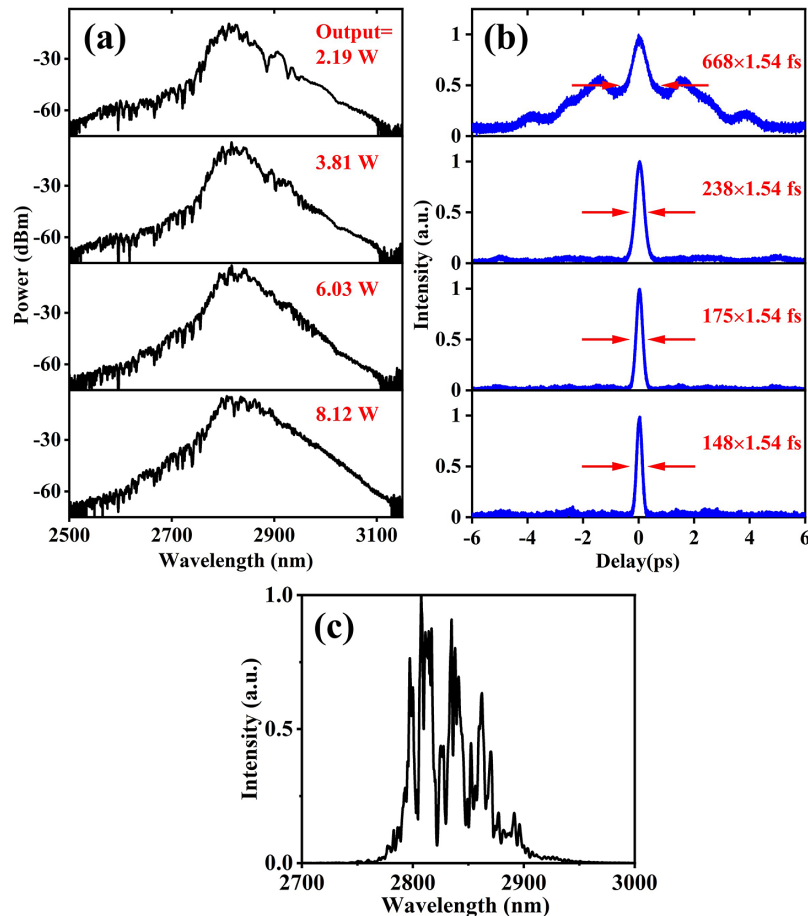 (a)
Output=
2.19 W
-30
-60
3.81 W
-30
-60
6.03 W
-30
-60
8.12 W
-30
-60
2500 2700 2900 3100
Wavelength (nm)
Power (dBm)
(b)
1
668×1.54 fs
0.5
0
1
238×1.54 fs
0.5
0
1
175×1.54 fs
0.5
0
1
148×1.54 fs
0.5
0
-6 -4 -2 0 2 4 6
Delay(ps)
Intensity (a.u.)
(c)
1.0
0.5
0.0
2700 2800 2900 3000
Wavelength (nm)
Intensity (a.u.)